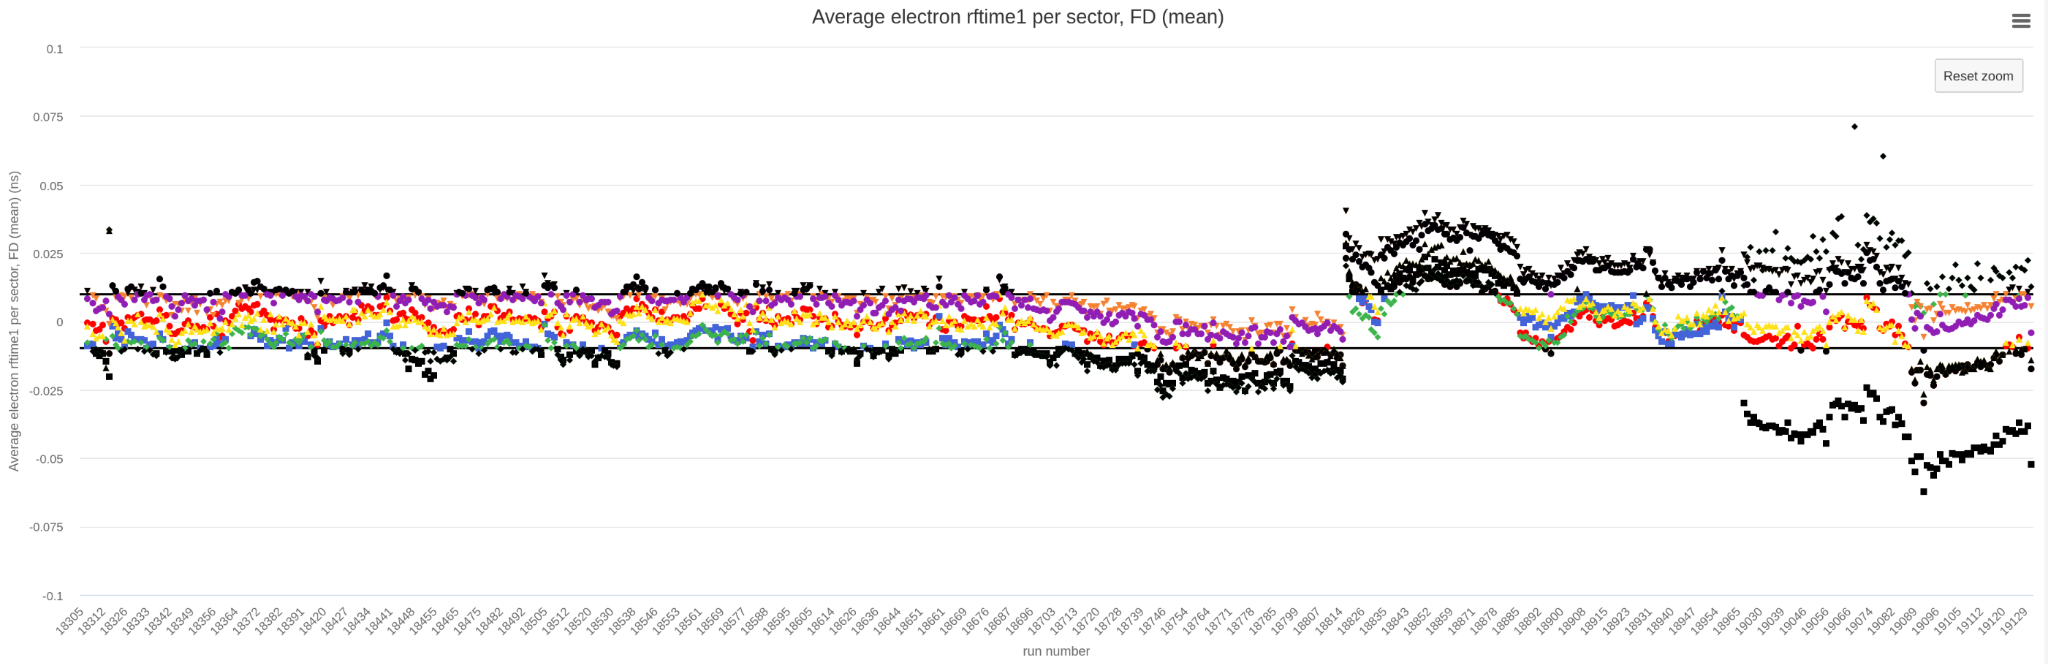 Average electron rftime1 per sector, FD (mean)
Reset zoom
Average electron rftime1 per sector, FD (mean) (ns)
0.1
0.075
0.05
0.025
0
-0.025
-0.05
-0.075
-0.1
18305 18312 18326 18333 18342 18349 18356 18364 18372 18382 18391 18420 18427 18434 18441 18448 18455 18465 18475 18482 18492 18505 18512 18520 18530 18538 18546 18553 18561 18569 18577 18588 18595 18605 18614 18626 18636 18644 18651 18661 18669 18676 18687 18696 18703 18713 18720 18728 18739 18746 18754 18764 18771 18778 18785 18799 18807 18814 18826 18835 18843 18852 18859 18871 18878 18885 18892 18900 18908 18915 18923 18931 18940 18947 18954 18965 19030 19039 19046 19056 19066 19074 19082 19089 19096 19105 19112 19120 19129
run number